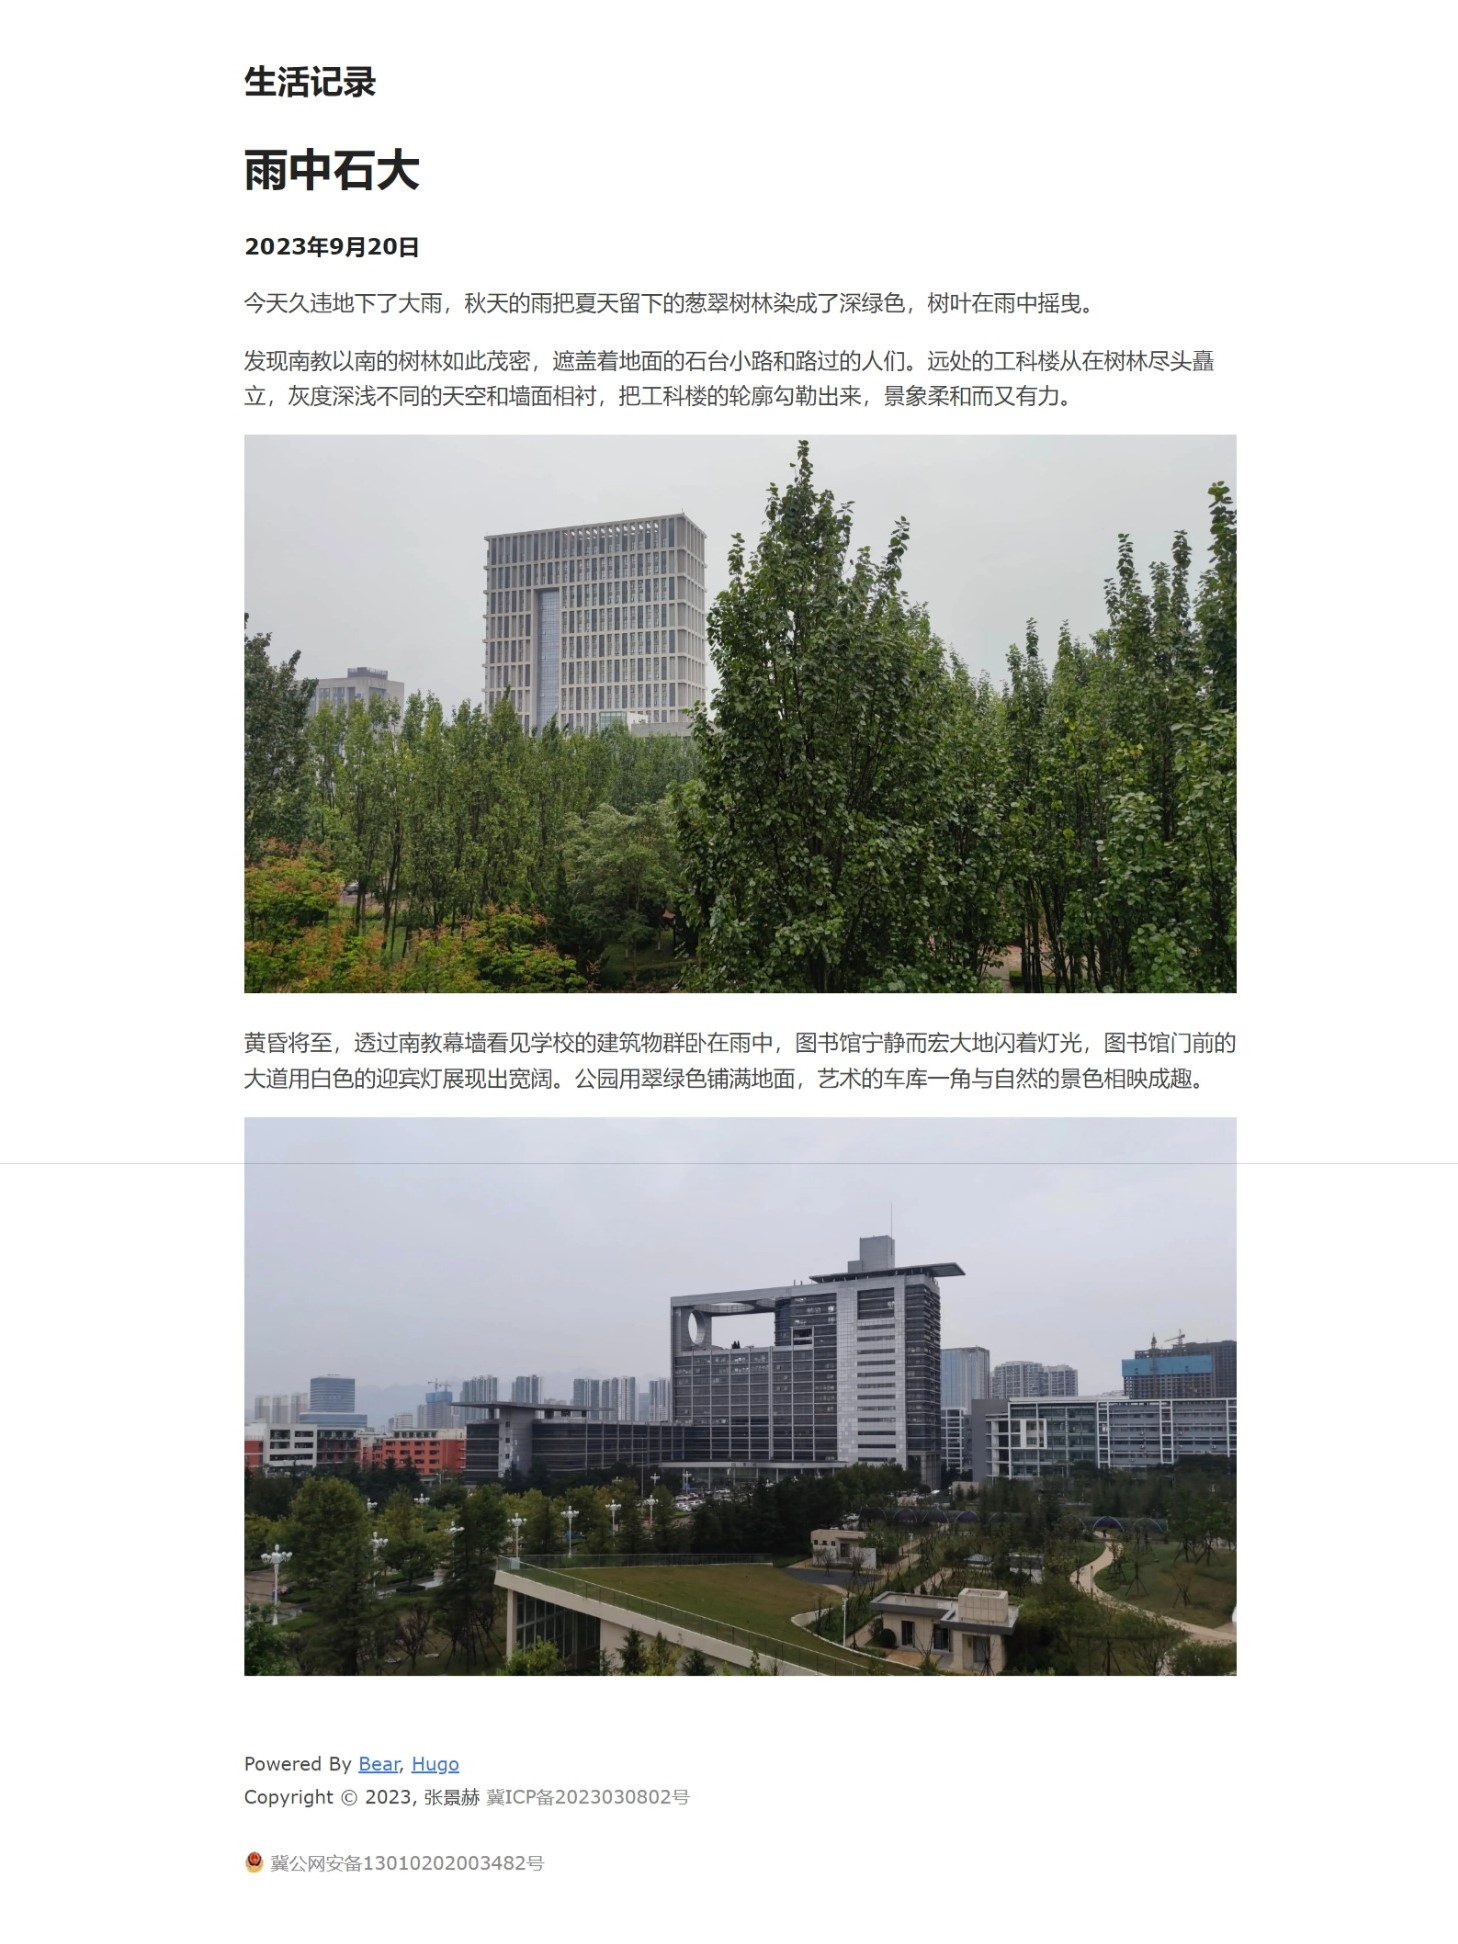 生活记录
雨中石大
2023年9月20日
今天久违地下了大雨，秋天的雨把夏天留下的葱翠树林染成了深绿色，树叶在雨中摇曳。
发现南教以南的树林如此茂密，遮盖着地面的石台小路和路过的人们。远处的工科楼从在树林尽头矗
立，灰度深浅不同的天空和墙面相衬，把工科楼的轮廓勾勒出来，景象柔和而又有力。
黄昏将至，透过南教幕墙看见学校的建筑物群卧在雨中，图书馆宁静而宏大地闪着灯光，图书馆门前的
大道用白色的迎宾灯展现出宽阔。公园用翠绿色铺满地面，艺术的车库一角与自然的景色相映成趣。
Powered By Bear, Hugo
Copyright © 2023, 张景赫 冀ICP备2023030802号
冀公网安备13010202003482号